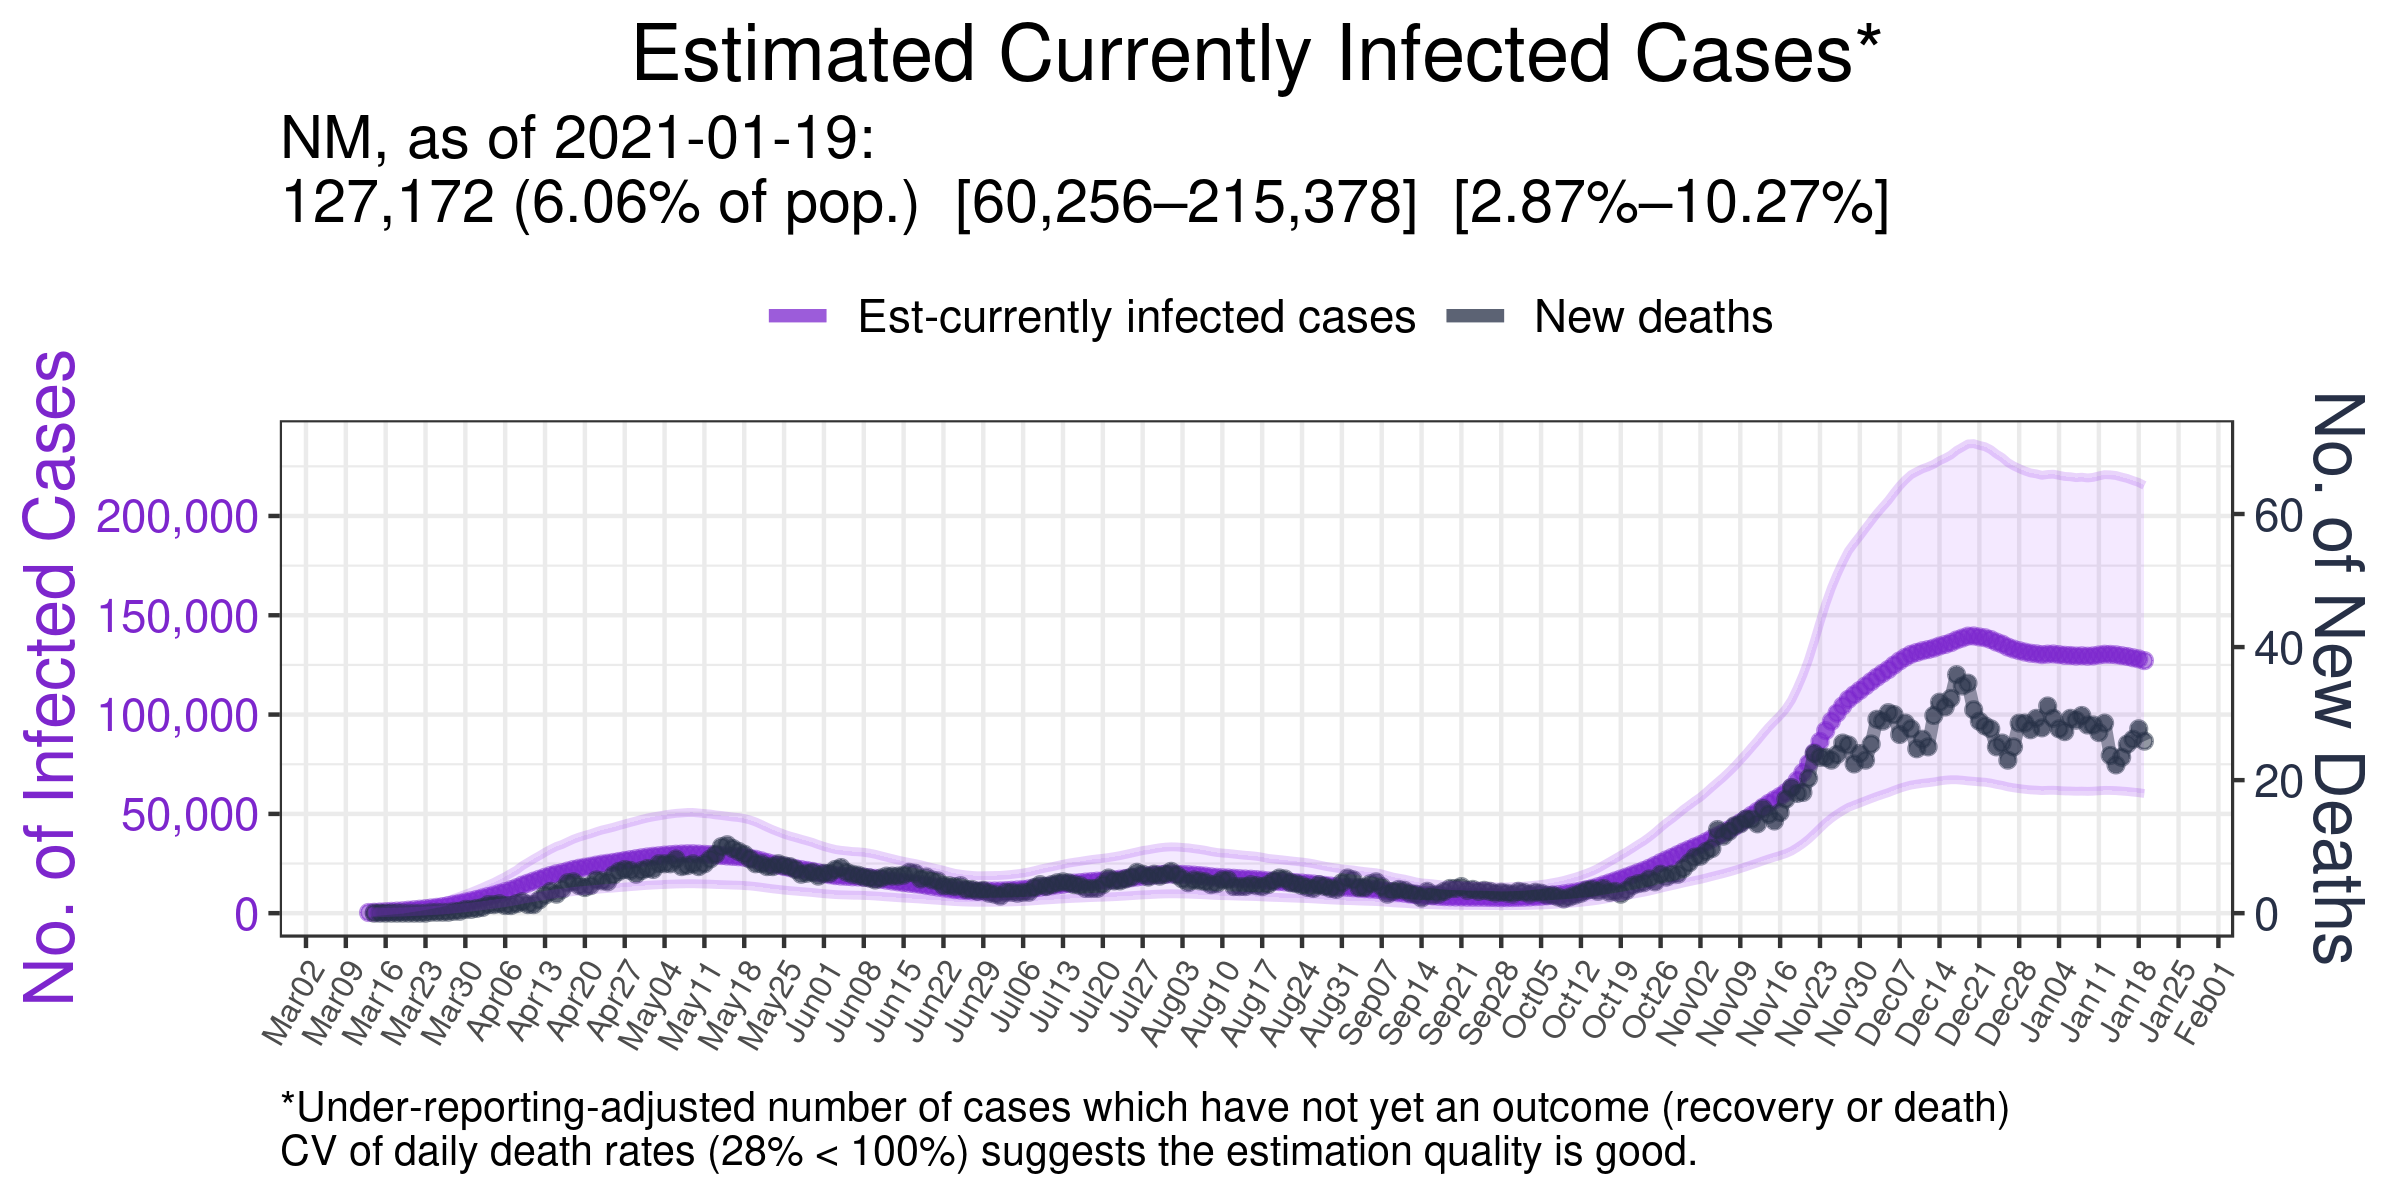 Estimated Currently Infected Cases*
NM, as of 2021-01-19:
127,172 (6.06% of pop.) [60,256–215,378] [2.87%–10.27%]
Est-currently infected cases
New deaths
No. of Infected Cases
200,000
150,000
100,000
50,000
0
60
40
20
0
No. of New Deaths
Mar02
Mar09
Mar16
Mar23
Mar30
Apr06
Apr13
Apr20
Apr27
May04
May11
May18
May25
Jun01
Jun08
Jun15
Jun22
Jun29
Jul06
Jul13
Jul20
Jul27
Aug03
Aug10
Aug17
Aug24
Aug31
Sep07
Sep14
Sep21
Sep28
Oct05
Oct12
Oct19
Oct26
Nov02
Nov09
Nov16
Nov23
Nov30
Dec07
Dec14
Dec21
Dec28
Jan04
Jan11
Jan18
Jan25
Feb01
*Under-reporting-adjusted number of cases which have not yet an outcome (recovery or death)
CV of daily death rates (28% < 100%) suggests the estimation quality is good.